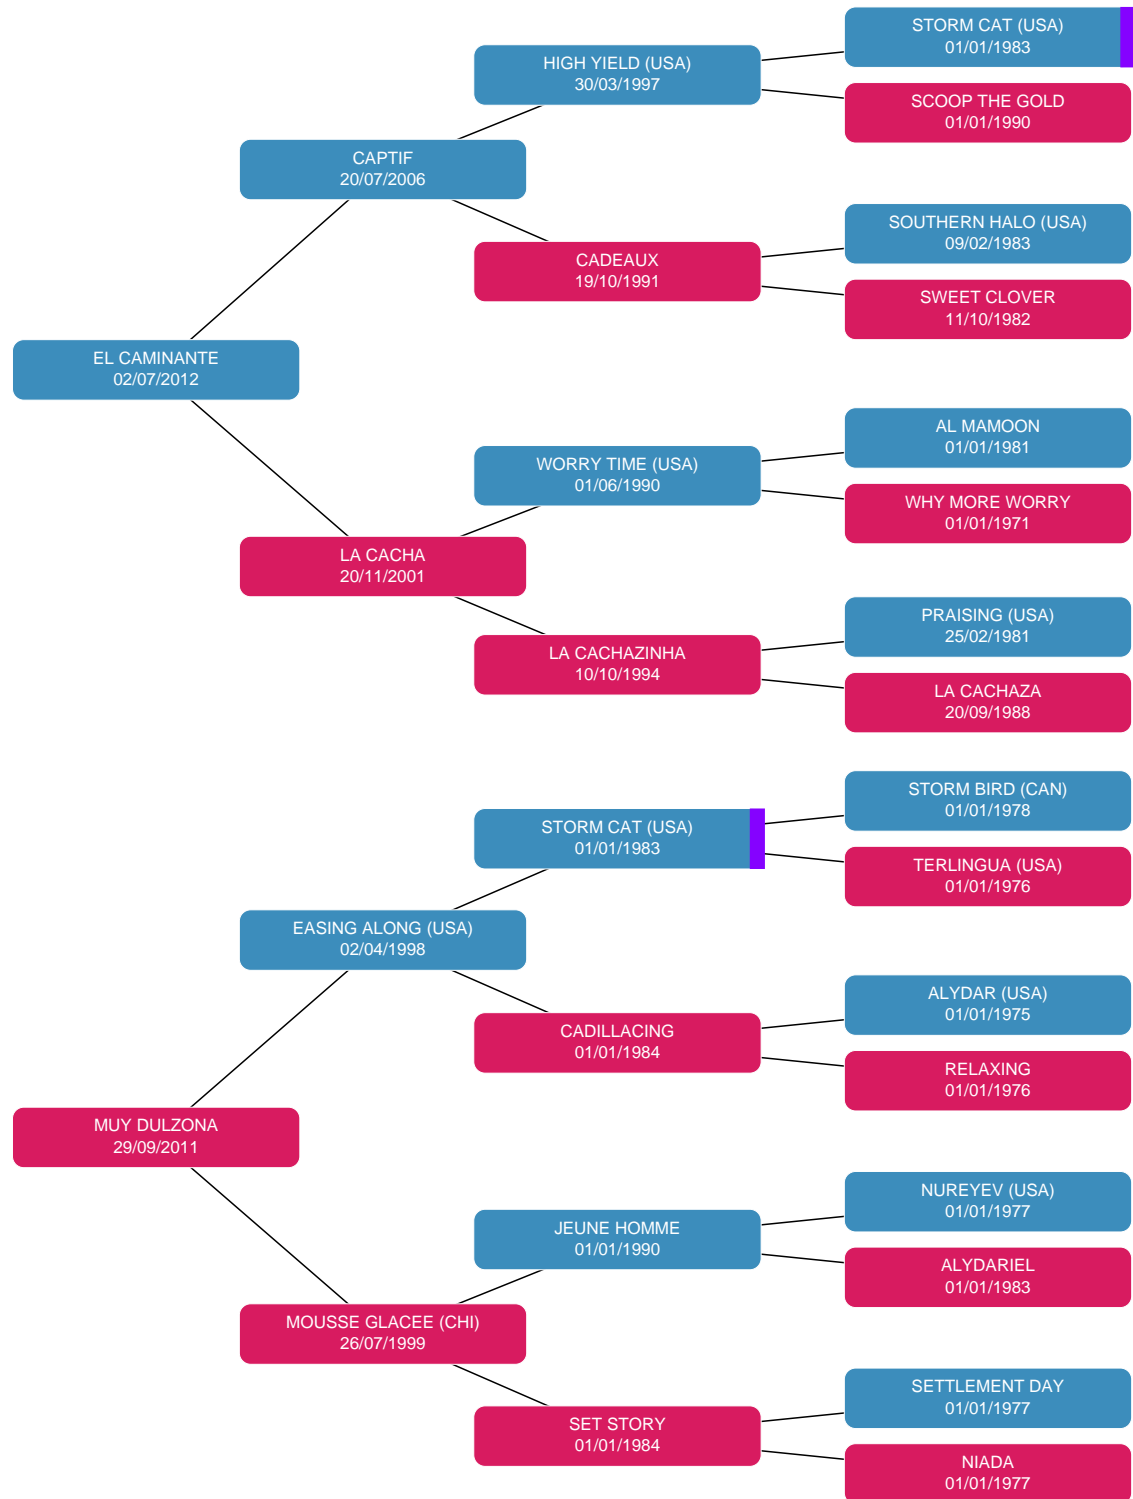 STORM CAT (USA)
01/01/1983
HIGH YIELD (USA)
30/03/1997
SCOOP THE GOLD
01/01/1990
CAPTIF
20/07/2006
SOUTHERN HALO (USA)
09/02/1983
CADEAUX
19/10/1991
SWEET CLOVER
11/10/1982
EL CAMINANTE
02/07/2012
AL MAMOON
01/01/1981
WORRY TIME (USA)
01/06/1990
WHY MORE WORRY
01/01/1971
LA CACHA
20/11/2001
PRAISING (USA)
25/02/1981
LA CACHAZINHA
10/10/1994
LA CACHAZA
20/09/1988
STORM BIRD (CAN)
01/01/1978
STORM CAT (USA)
01/01/1983
TERLINGUA (USA)
01/01/1976
EASING ALONG (USA)
02/04/1998
ALYDAR (USA)
01/01/1975
CADILLACING
01/01/1984
RELAXING
01/01/1976
MUY DULZONA
29/09/2011
NUREYEV (USA)
01/01/1977
JEUNE HOMME
01/01/1990
ALYDARIEL
01/01/1983
MOUSSE GLACEE (CHI)
26/07/1999
SETTLEMENT DAY
01/01/1977
SET STORY
01/01/1984
NIADA
01/01/1977